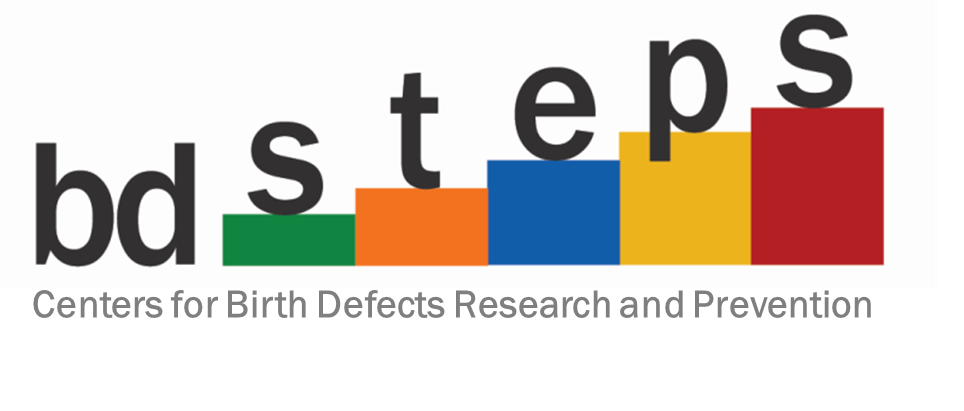 bd steps
Centers for Birth Defects Research and Prevention